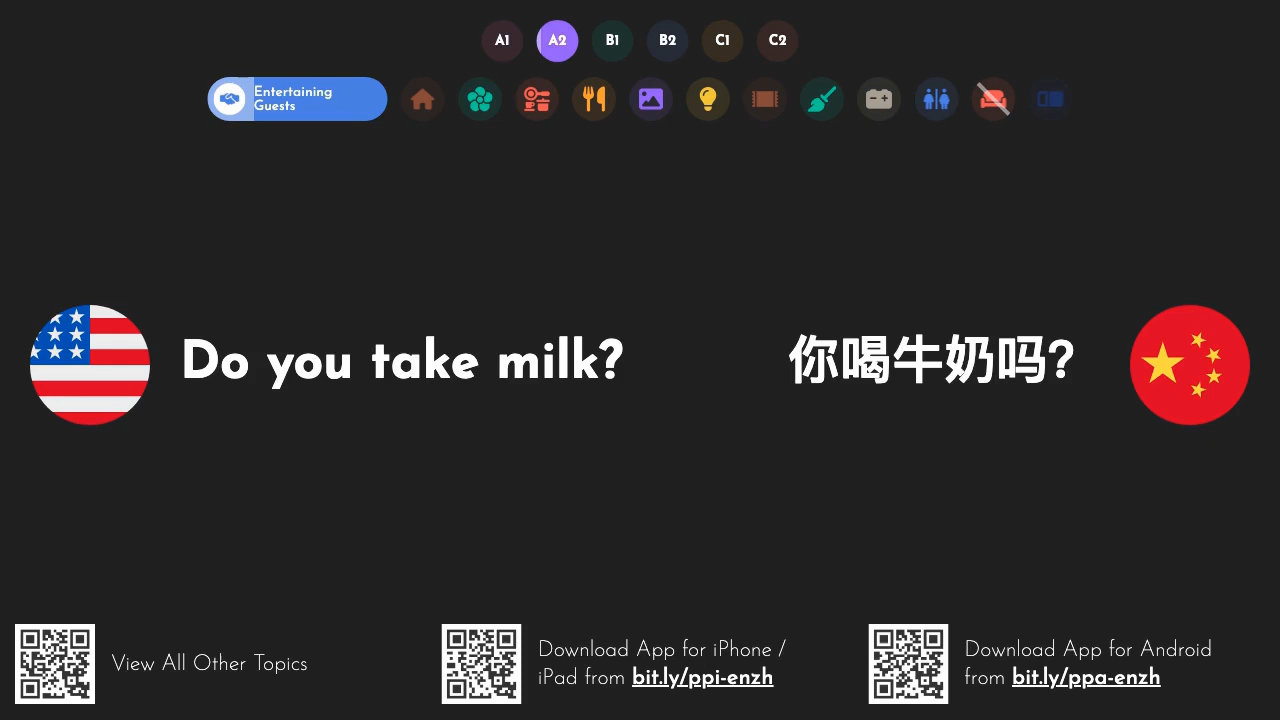 A1 A2 B1 B2 C1 C2
Entertaining
Guests
Do you take milk?
你喝牛奶吗?
View All Other Topics
Download App for iPhone /
iPad from bit.ly/ppi-enzh
Download App for Android
from bit.ly/ppa-enzh